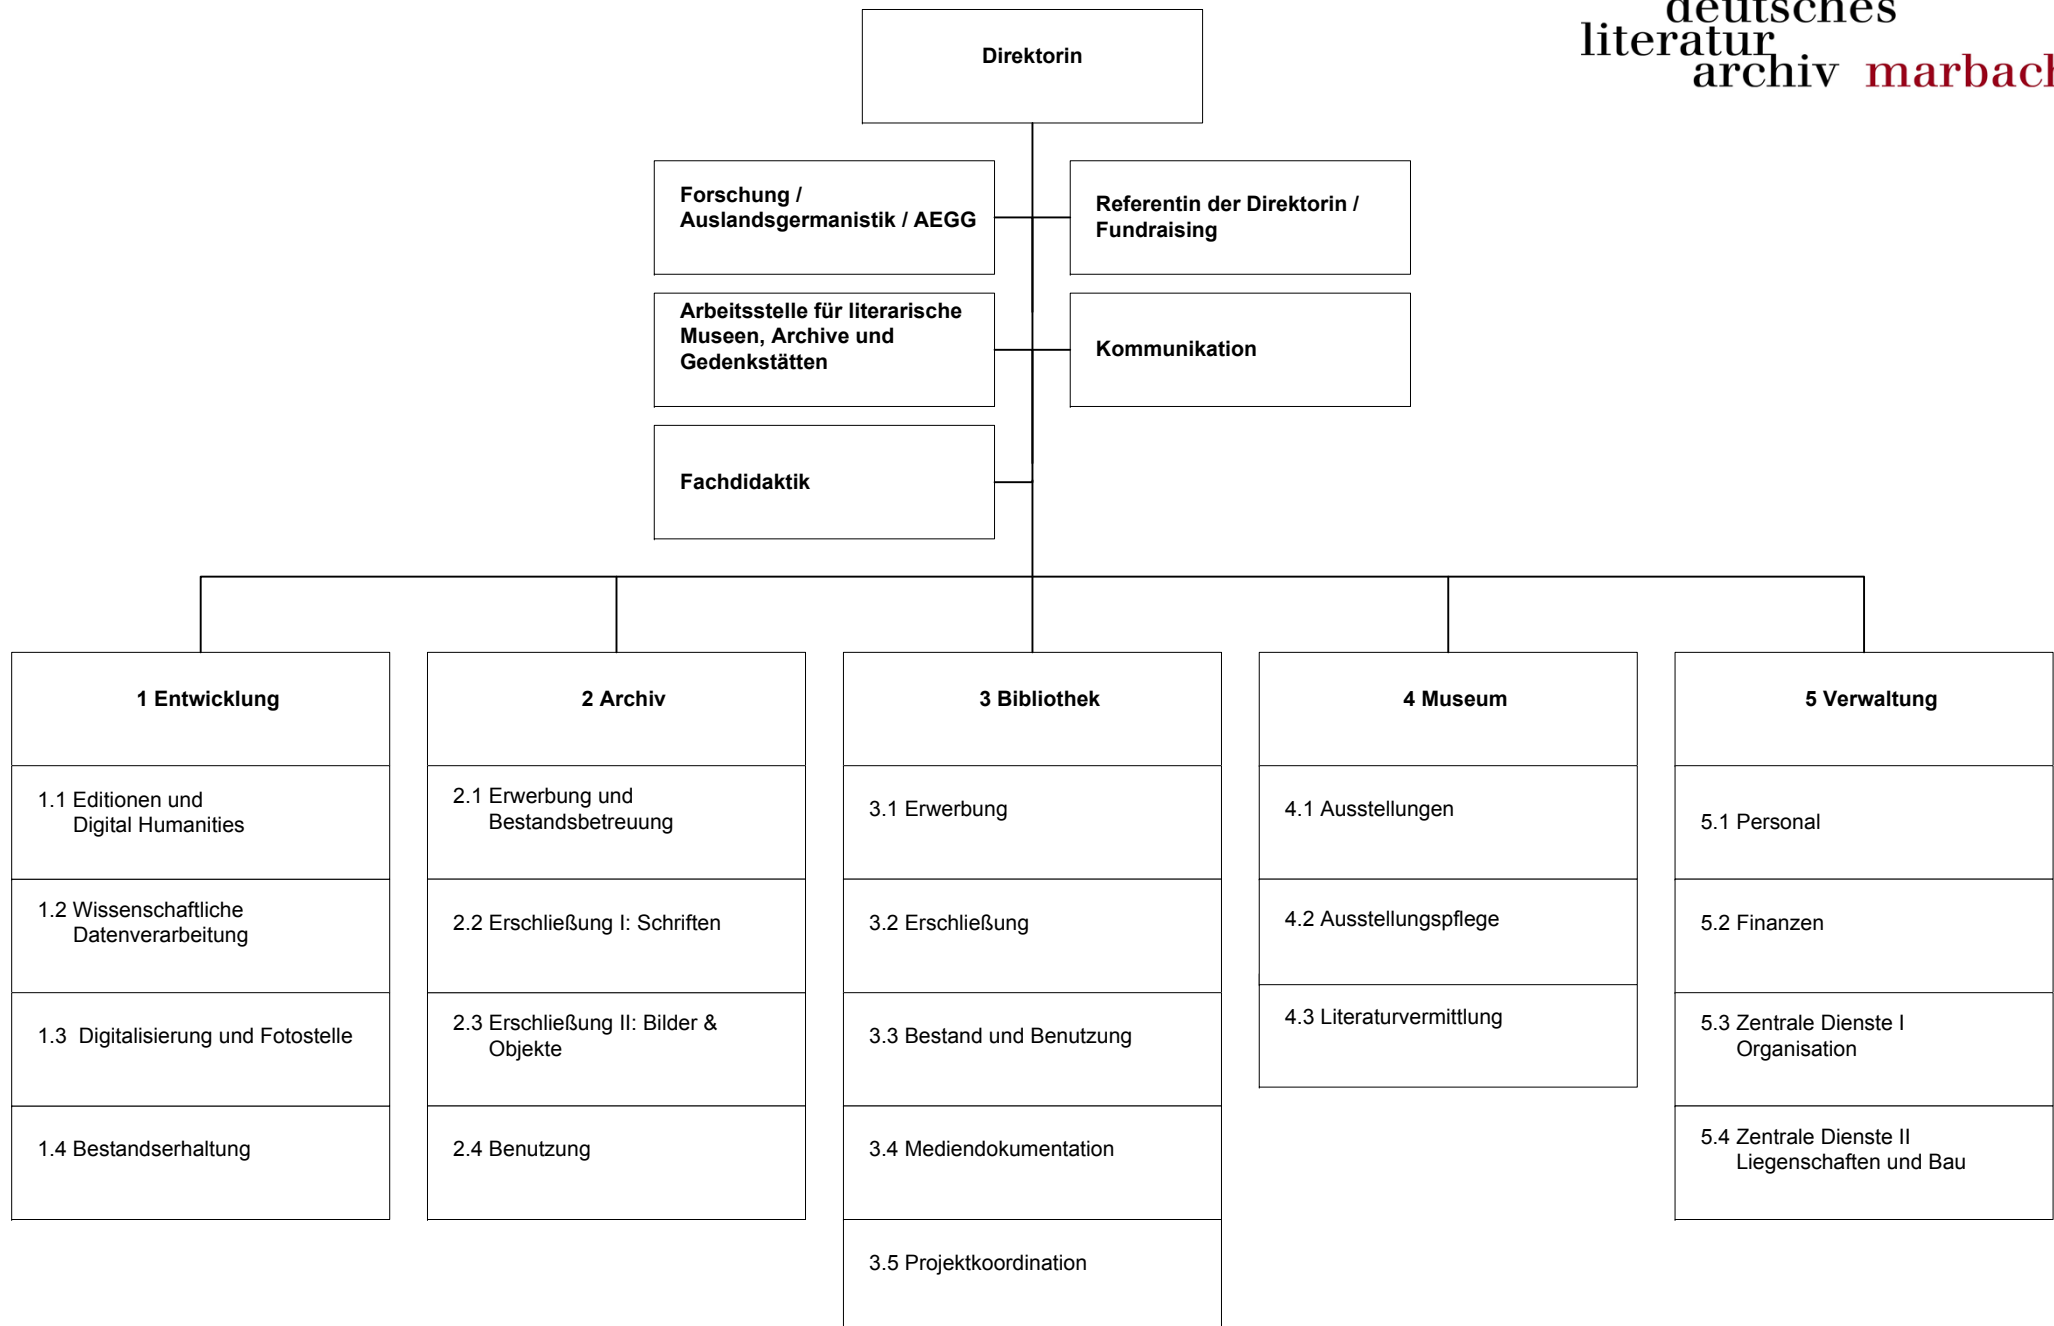 deutsches
literatur
archiv marbach
Direktorin
Forschung /
Auslandsgermanistik / AEGG
Referentin der Direktorin /
Fundraising
Arbeitsstelle für literarische
Museen, Archive und
Gedenkstätten
Kommunikation
Fachdidaktik
1 Entwicklung
1.1 Editionen und
Digital Humanities
1.2 Wissenschaftliche
Datenverarbeitung
1.3 Digitalisierung und Fotostelle
1.4 Bestandserhaltung
2 Archiv
2.1 Erwerbung und
Bestandsbetreuung
2.2 Erschließung I: Schriften
2.3 Erschließung II: Bilder &
Objekte
2.4 Benutzung
3 Bibliothek
3.1 Erwerbung
3.2 Erschließung
3.3 Bestand und Benutzung
3.4 Mediendokumentation
3.5 Projektkoordination
4 Museum
4.1 Ausstellungen
4.2 Ausstellungspflege
4.3 Literaturvermittlung
5 Verwaltung
5.1 Personal
5.2 Finanzen
5.3 Zentrale Dienste I
Organisation
5.4 Zentrale Dienste II
Liegenschaften und Bau